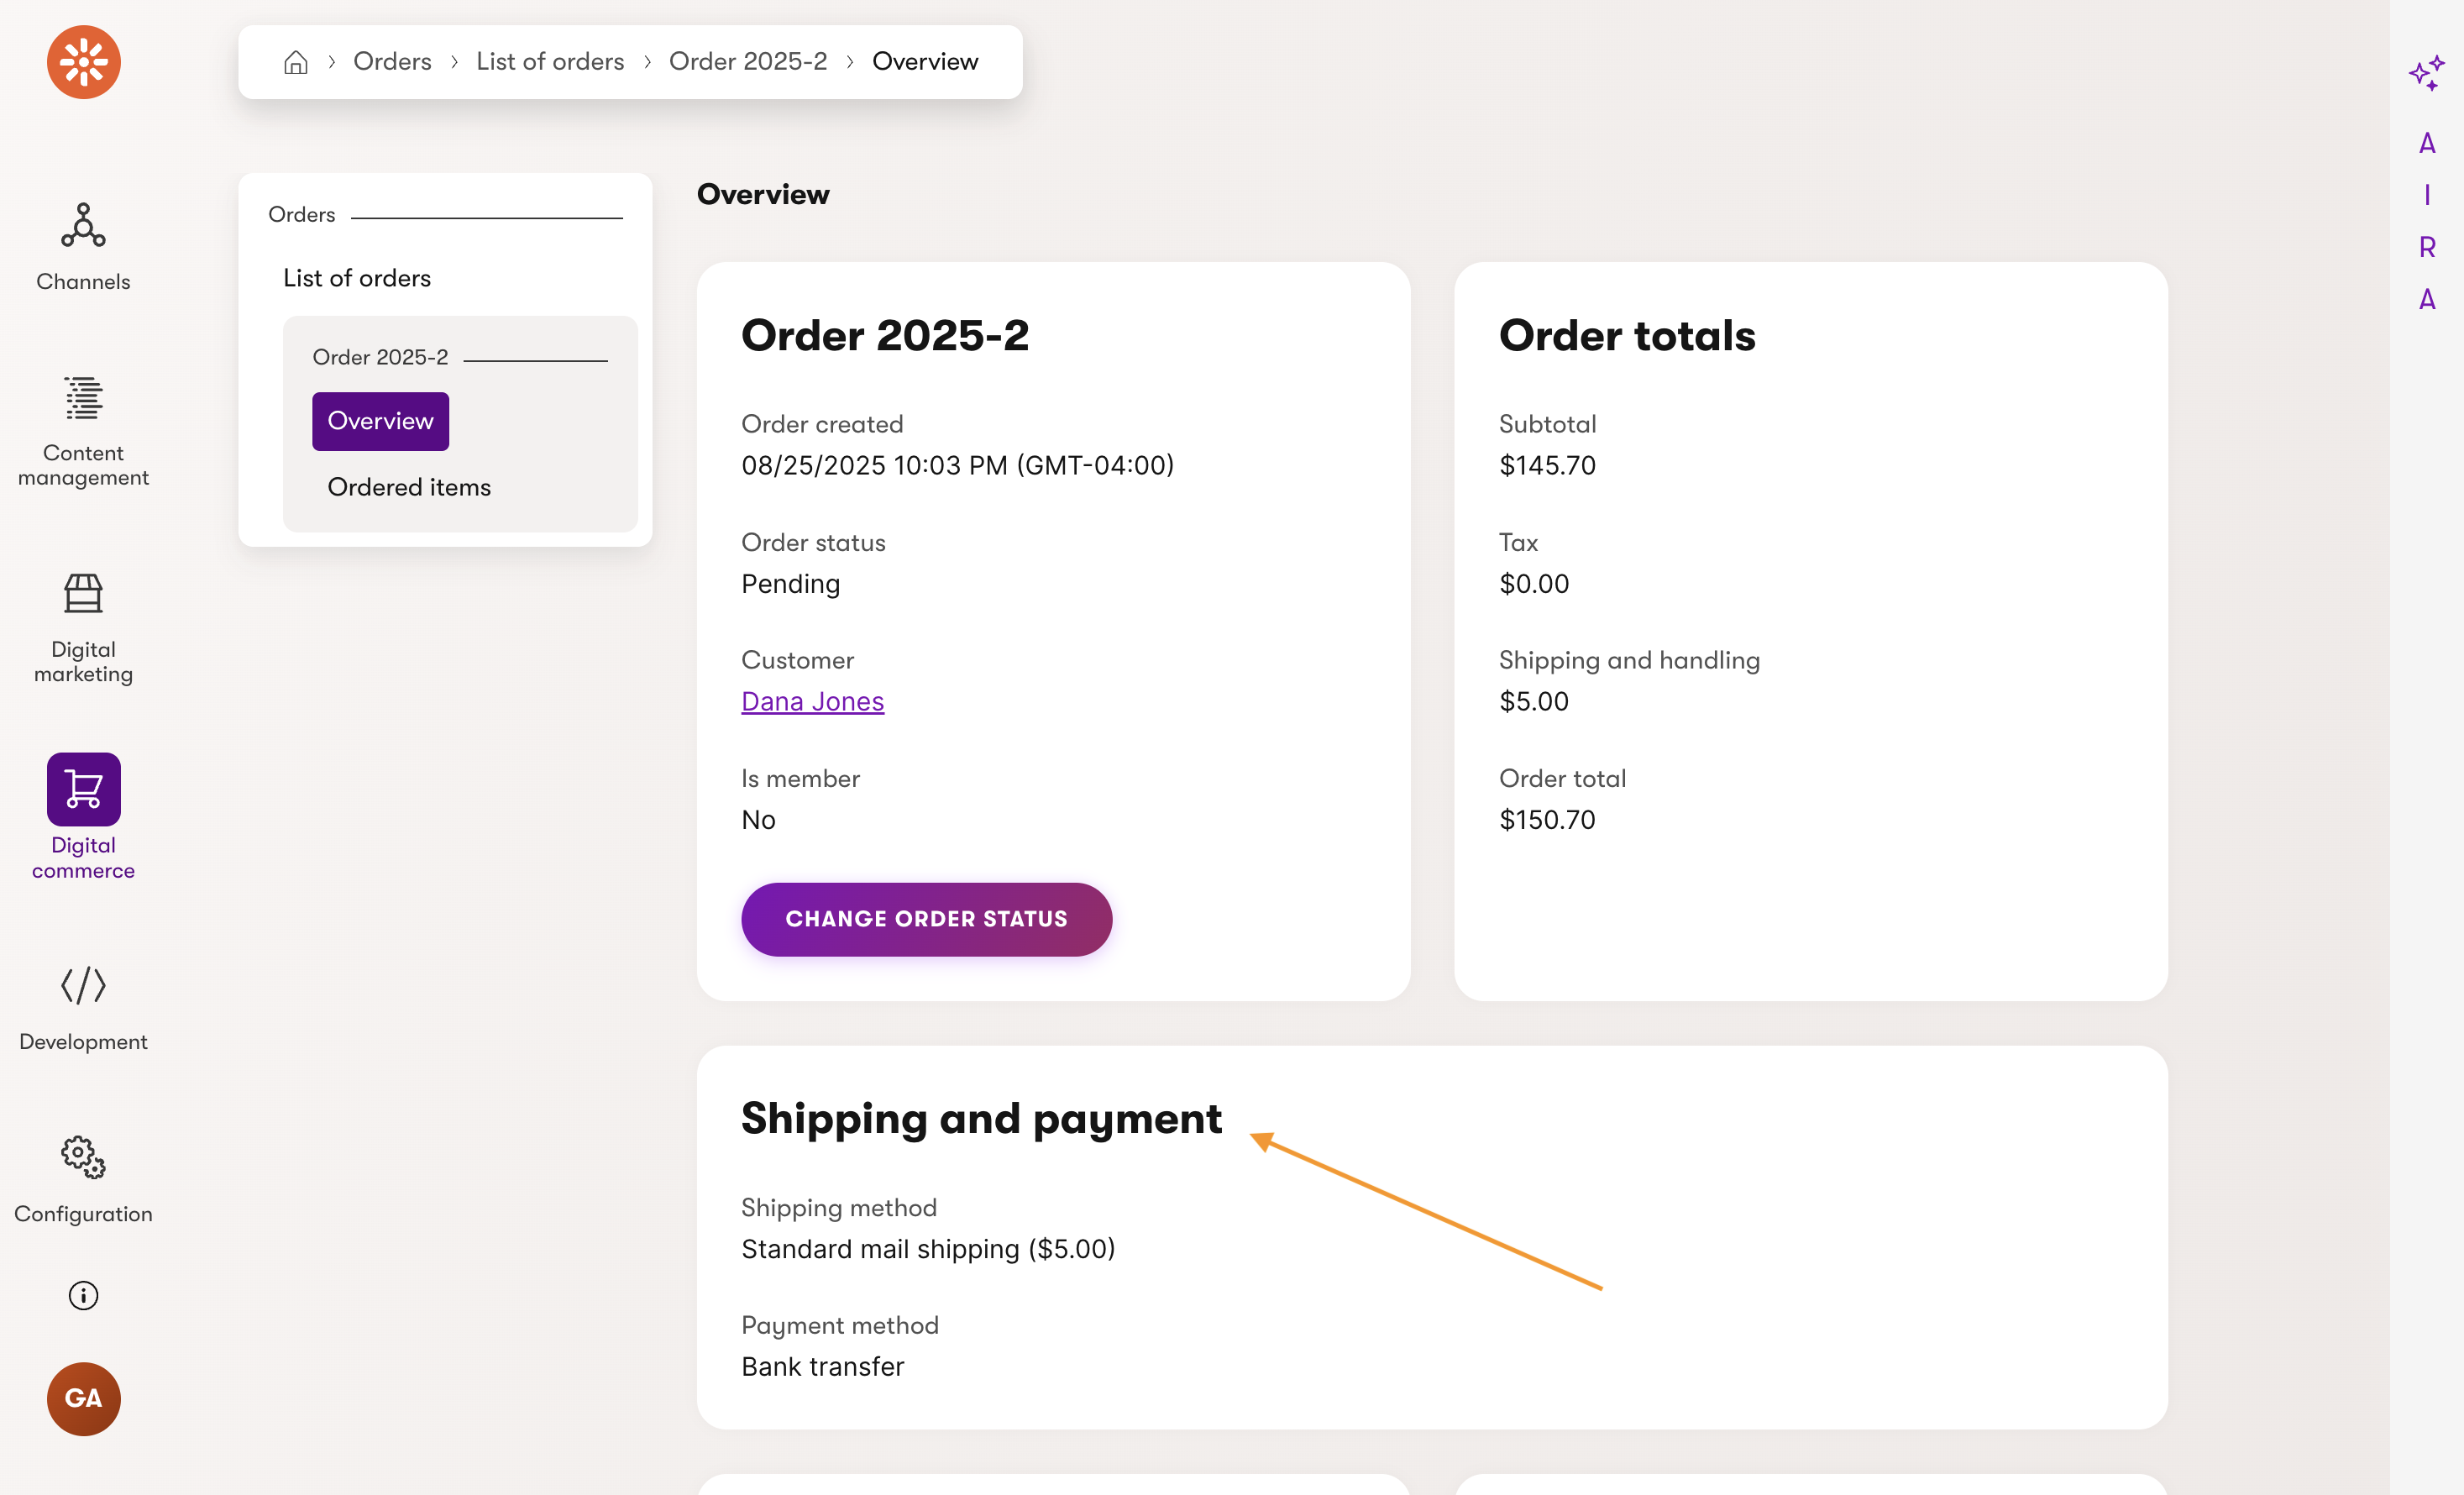 Orders
List of orders
Order 2025-2
Overview
Channels
Content
management
Digital
marketing
Digital
commerce
Development
Configuration
GA
Orders
List of orders
Order 2025-2
Overview
Ordered items
Overview
Order 2025-2
Order created
08/25/2025 10:03 PM (GMT-04:00)
Order status
Pending
Customer
Dana Jones
Is member
No
CHANGE ORDER STATUS
Order totals
Subtotal
$145.70
Tax
$0.00
Shipping and handling
$5.00
Order total
$150.70
Shipping and payment
Shipping method
Standard mail shipping ($5.00)
Payment method
Bank transfer
A
I
R
A